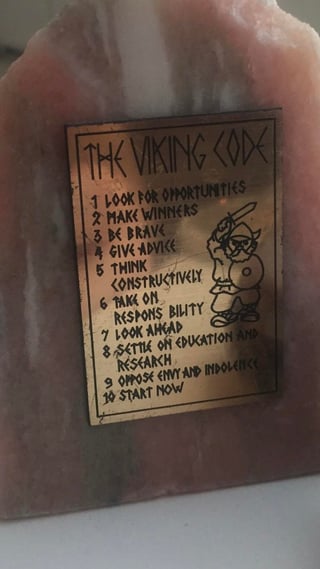 THE VIKING CODE
1 LOOK FOR OPPORTUNITIES
2 MAKE WINNERS
3 BE BRAVE
4 GIVE ADVICE
5 THINK
CONSTRUCTIVELY
6 TAKE ON
RESPONS BILITY
7 LOOK AHEAD
8 SETTLE ON EDUCATION AND
RESEARCH
9 OPPOSE ENVY AND INDOLENCE
10 START NOW